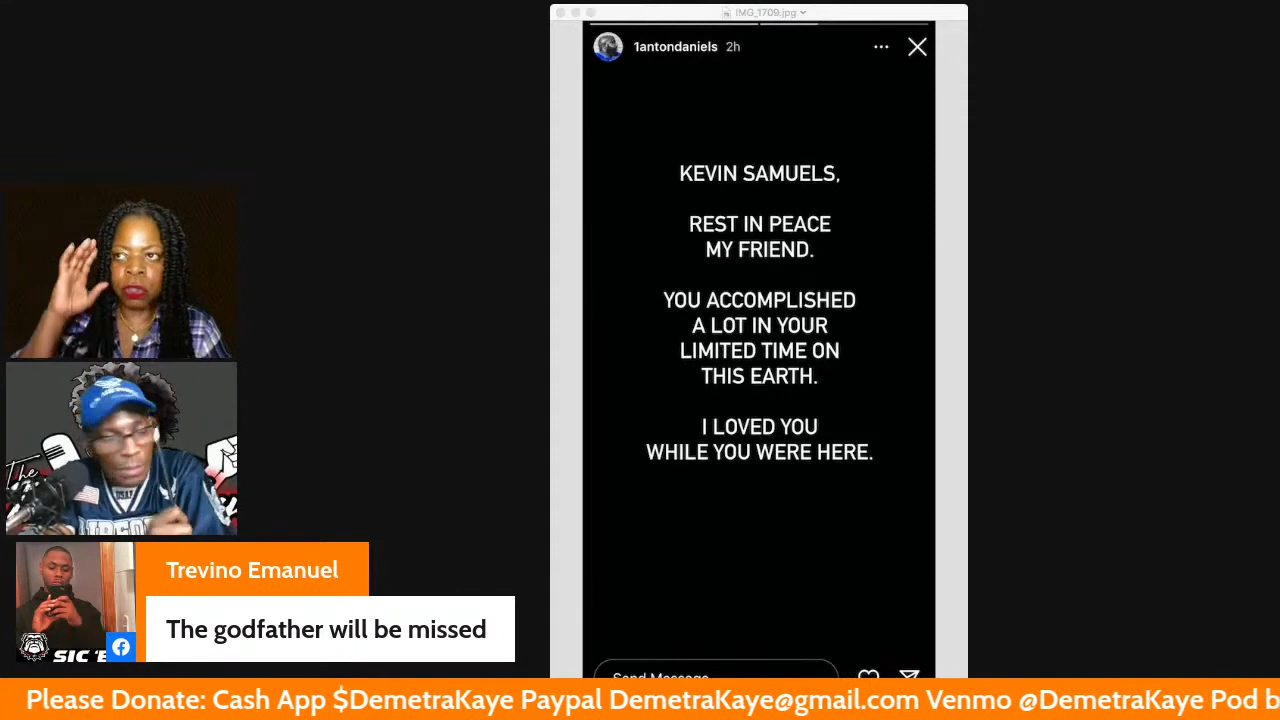 IMG_1709.jpg
1antondaniels 2h
KEVIN SAMUELS,
REST IN PEACE
MY FRIEND.
YOU ACCOMPLISHED
A LOT IN YOUR
LIMITED TIME ON
THIS EARTH.
I LOVED YOU
WHILE YOU WERE HERE.
Send Message
The
Trevino Emanuel
The godfather will be missed
SIC 'E
Please Donate: Cash App $DemetraKaye Paypal DemetraKaye@gmail.com Venmo @DemetraKaye Pod b